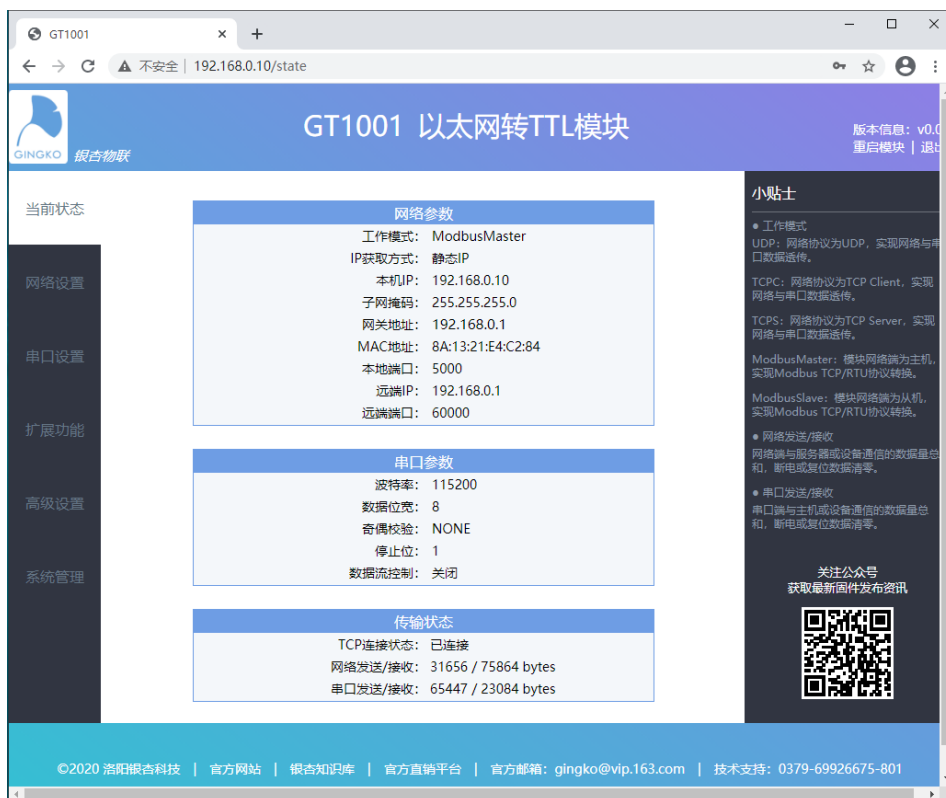 GT1001
不安全 | 192.168.0.10/state
GINGKO 银杏物联
GT1001 以太网转TTL模块
版本信息：v0.0
重启模块 | 退出
当前状态
网络设置
串口设置
扩展功能
高级设置
系统管理
网络参数
工作模式： ModbusMaster
IP获取方式： 静态IP
本机IP： 192.168.0.10
子网掩码： 255.255.255.0
网关地址： 192.168.0.1
MAC地址： 8A:13:21:E4:C2:84
本地端口： 5000
远端IP： 192.168.0.1
远端端口： 60000
串口参数
波特率： 115200
数据位宽： 8
奇偶校验： NONE
停止位： 1
数据流控制： 关闭
传输状态
TCP连接状态： 已连接
网络发送/接收： 31656 / 75864 bytes
串口发送/接收： 65447 / 23084 bytes
小贴士
● 工作模式
UDP：网络协议为UDP，实现网络与串
口数据透传。
TCPC：网络协议为TCP Client，实现
网络与串口数据透传。
TCPS：网络协议为TCP Server，实现
网络与串口数据透传。
ModbusMaster：模块网络端为主机，
实现Modbus TCP/RTU协议转换。
ModbusSlave：模块网络端为从机，
实现Modbus TCP/RTU协议转换。
● 网络发送/接收
网络端与服务器或设备通信的数据量总
和，断电或复位数据清零。
● 串口发送/接收
串口端与主机或设备通信的数据量总
和，断电或复位数据清零。
关注公众号
获取最新固件发布资讯
©2020 洛阳银杏科技 | 官方网站 | 银杏知识库 | 官方直销平台 | 官方邮箱：gingko@vip.163.com | 技术支持：0379-69926675-801